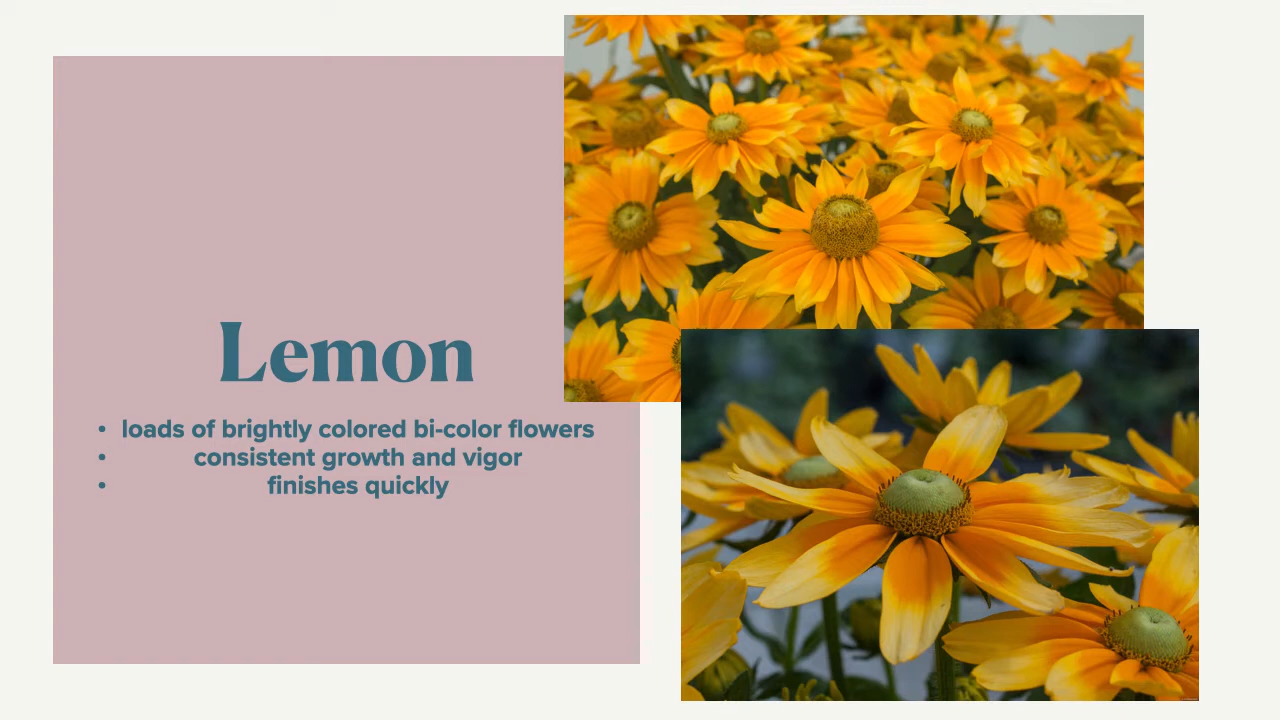 Lemon
• loads of brightly colored bi-color flowers
• consistent growth and vigor
• finishes quickly